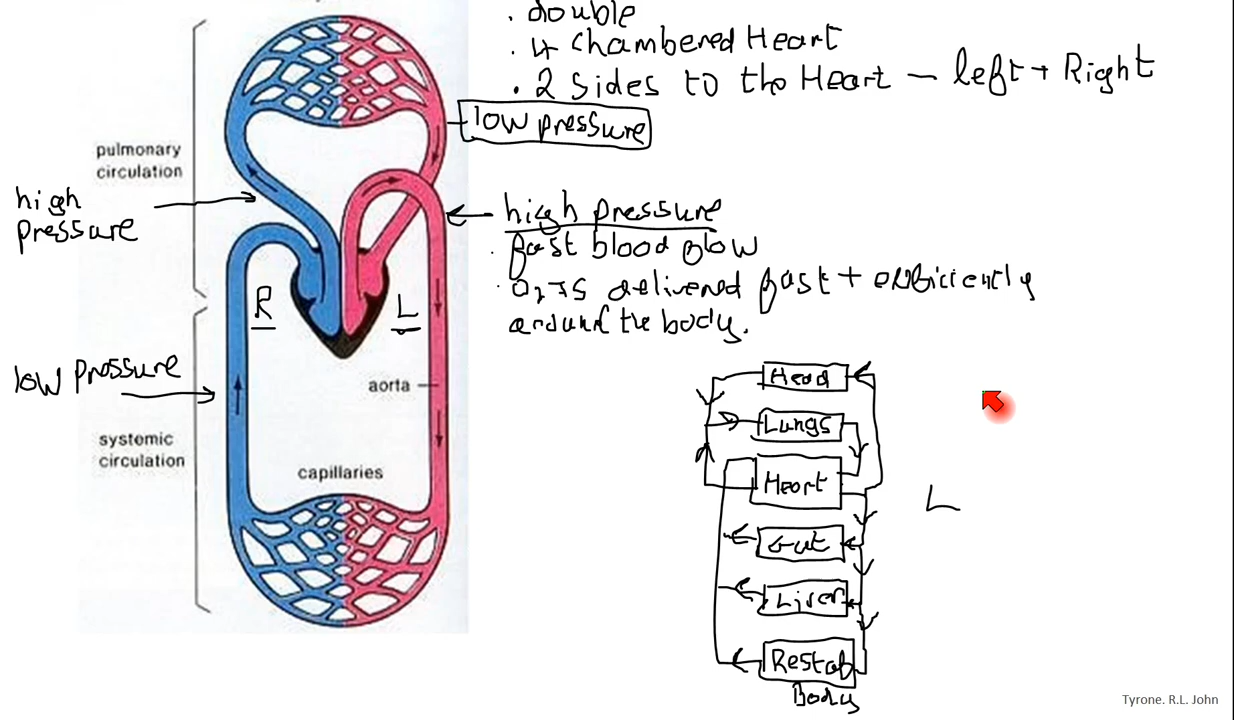 . double
. 4 chambered Heart
. 2 Sides to the Heart — left + Right
low pressure
pulmonary
circulation
high
pressure
high pressure
. fast blood flow
. O2 is delivered fast + efficiently
around the body.
R
L
low pressure
aorta
systemic
circulation
capillaries
Head
Lungs
Heart
Gut
Liver
Rest of
Body
L
Tyrone. R.L. John